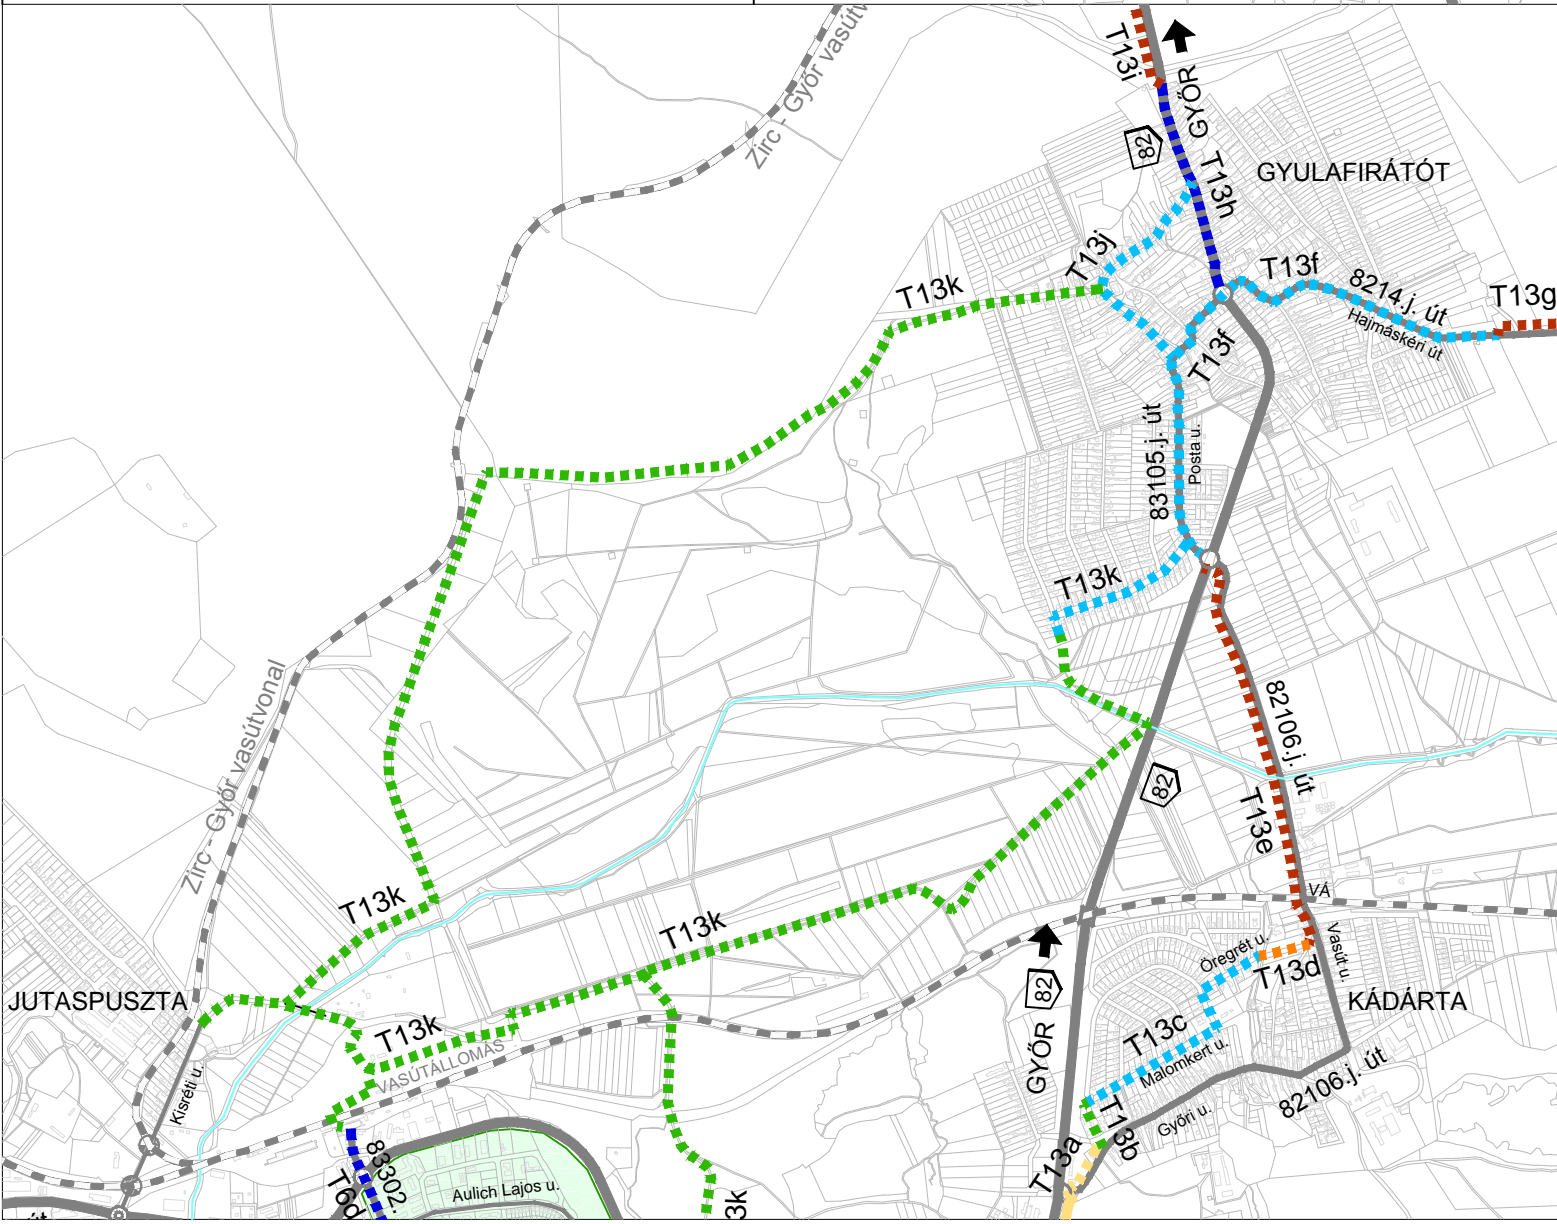 Zirc - Győr vasútv
T13i
GYŐR
82
T13h
GYULAFIRÁTÓT
T13j
T13k
T13f
8214.j. út
Hajmáskéri út
T13g
T13f
83105.j. út
Posta u.
T13k
Zirc - Győr vasútvonal
82106.j. út
82
T13e
VÁ
T13k
T13k
Öregrét u.
Vasút u.
T13d
82
GYŐR
JUTASPUSZTA
KÁDÁRTA
T13k
VASÚTÁLLOMÁS
T13c
Malomkert u.
Kisréti u.
82106.j. út
Győri u.
T13b
T13a
83302.
T6d
Aulich Lajos u.
3k
út